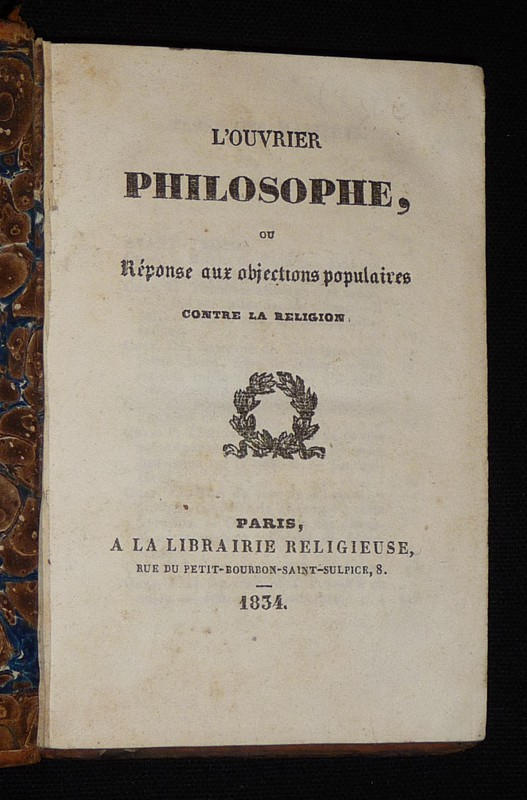 L'OUVRIER
PHILOSOPHE,
OU
Réponse aux objections populaires
CONTRE LA RELIGION.
PARIS,
A LA LIBRAIRIE RELIGIEUSE,
RUE DU PETIT-BOURBON-SAINT-SULPICE, 8.
1834.